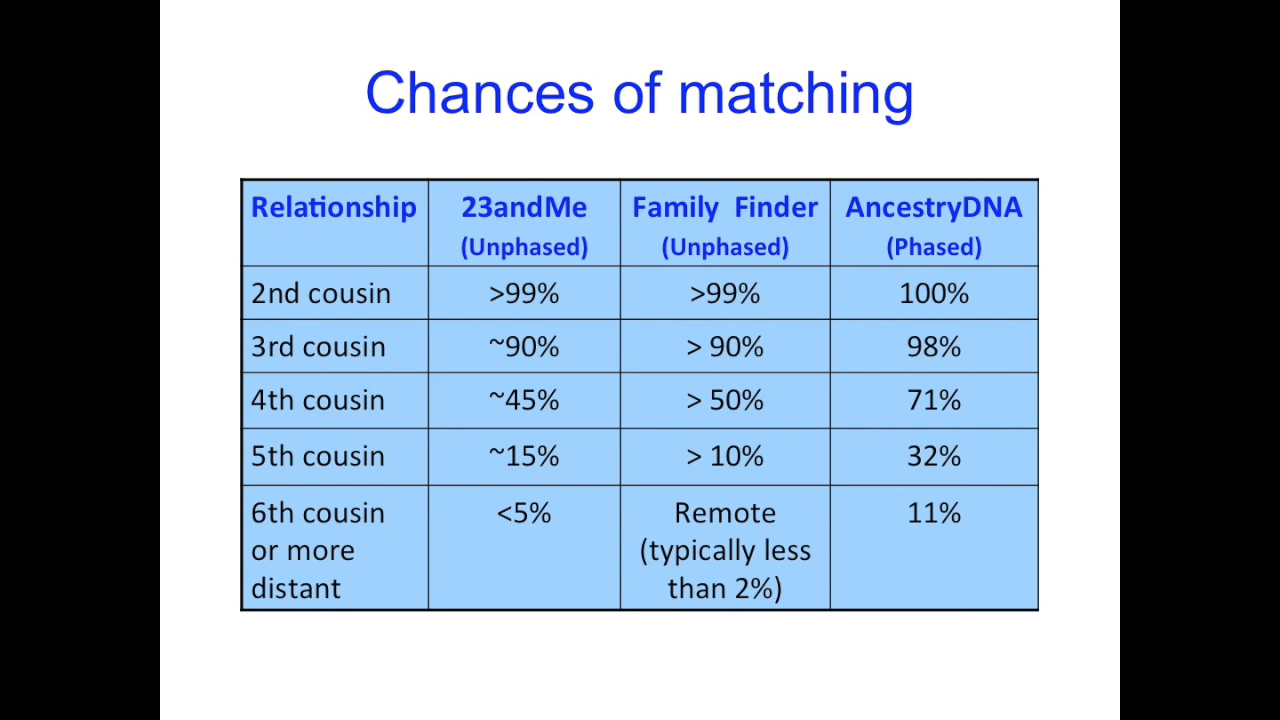 Chances of matching
Relationship 23andMe Family Finder AncestryDNA
(Unphased) (Unphased) (Phased)
2nd cousin >99% >99% 100%
3rd cousin ~90% > 90% 98%
4th cousin ~45% > 50% 71%
5th cousin ~15% > 10% 32%
6th cousin <5% Remote 11%
or more (typically less
distant than 2%)